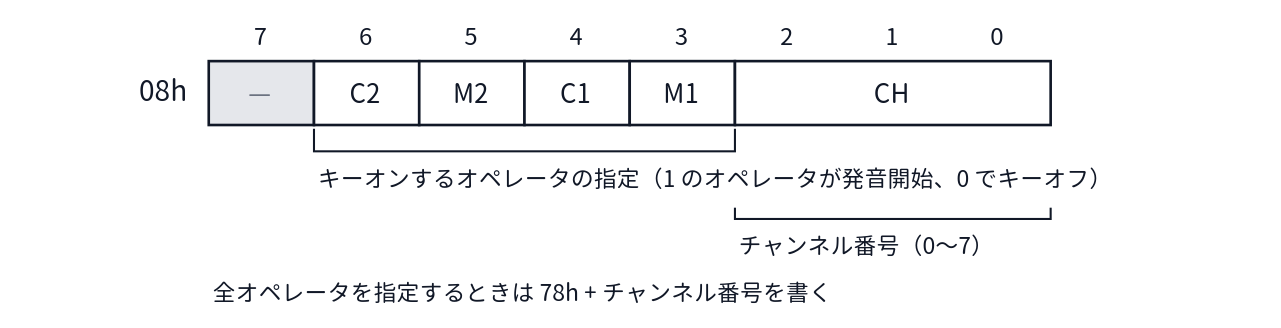 7 6 5 4 3 2 1 0
08h — C2 M2 C1 M1 CH
キーオンするオペレータの指定（1 のオペレータが発音開始、0 でキーオフ）
チャンネル番号（0〜7）
全オペレータを指定するときは 78h + チャンネル番号を書く